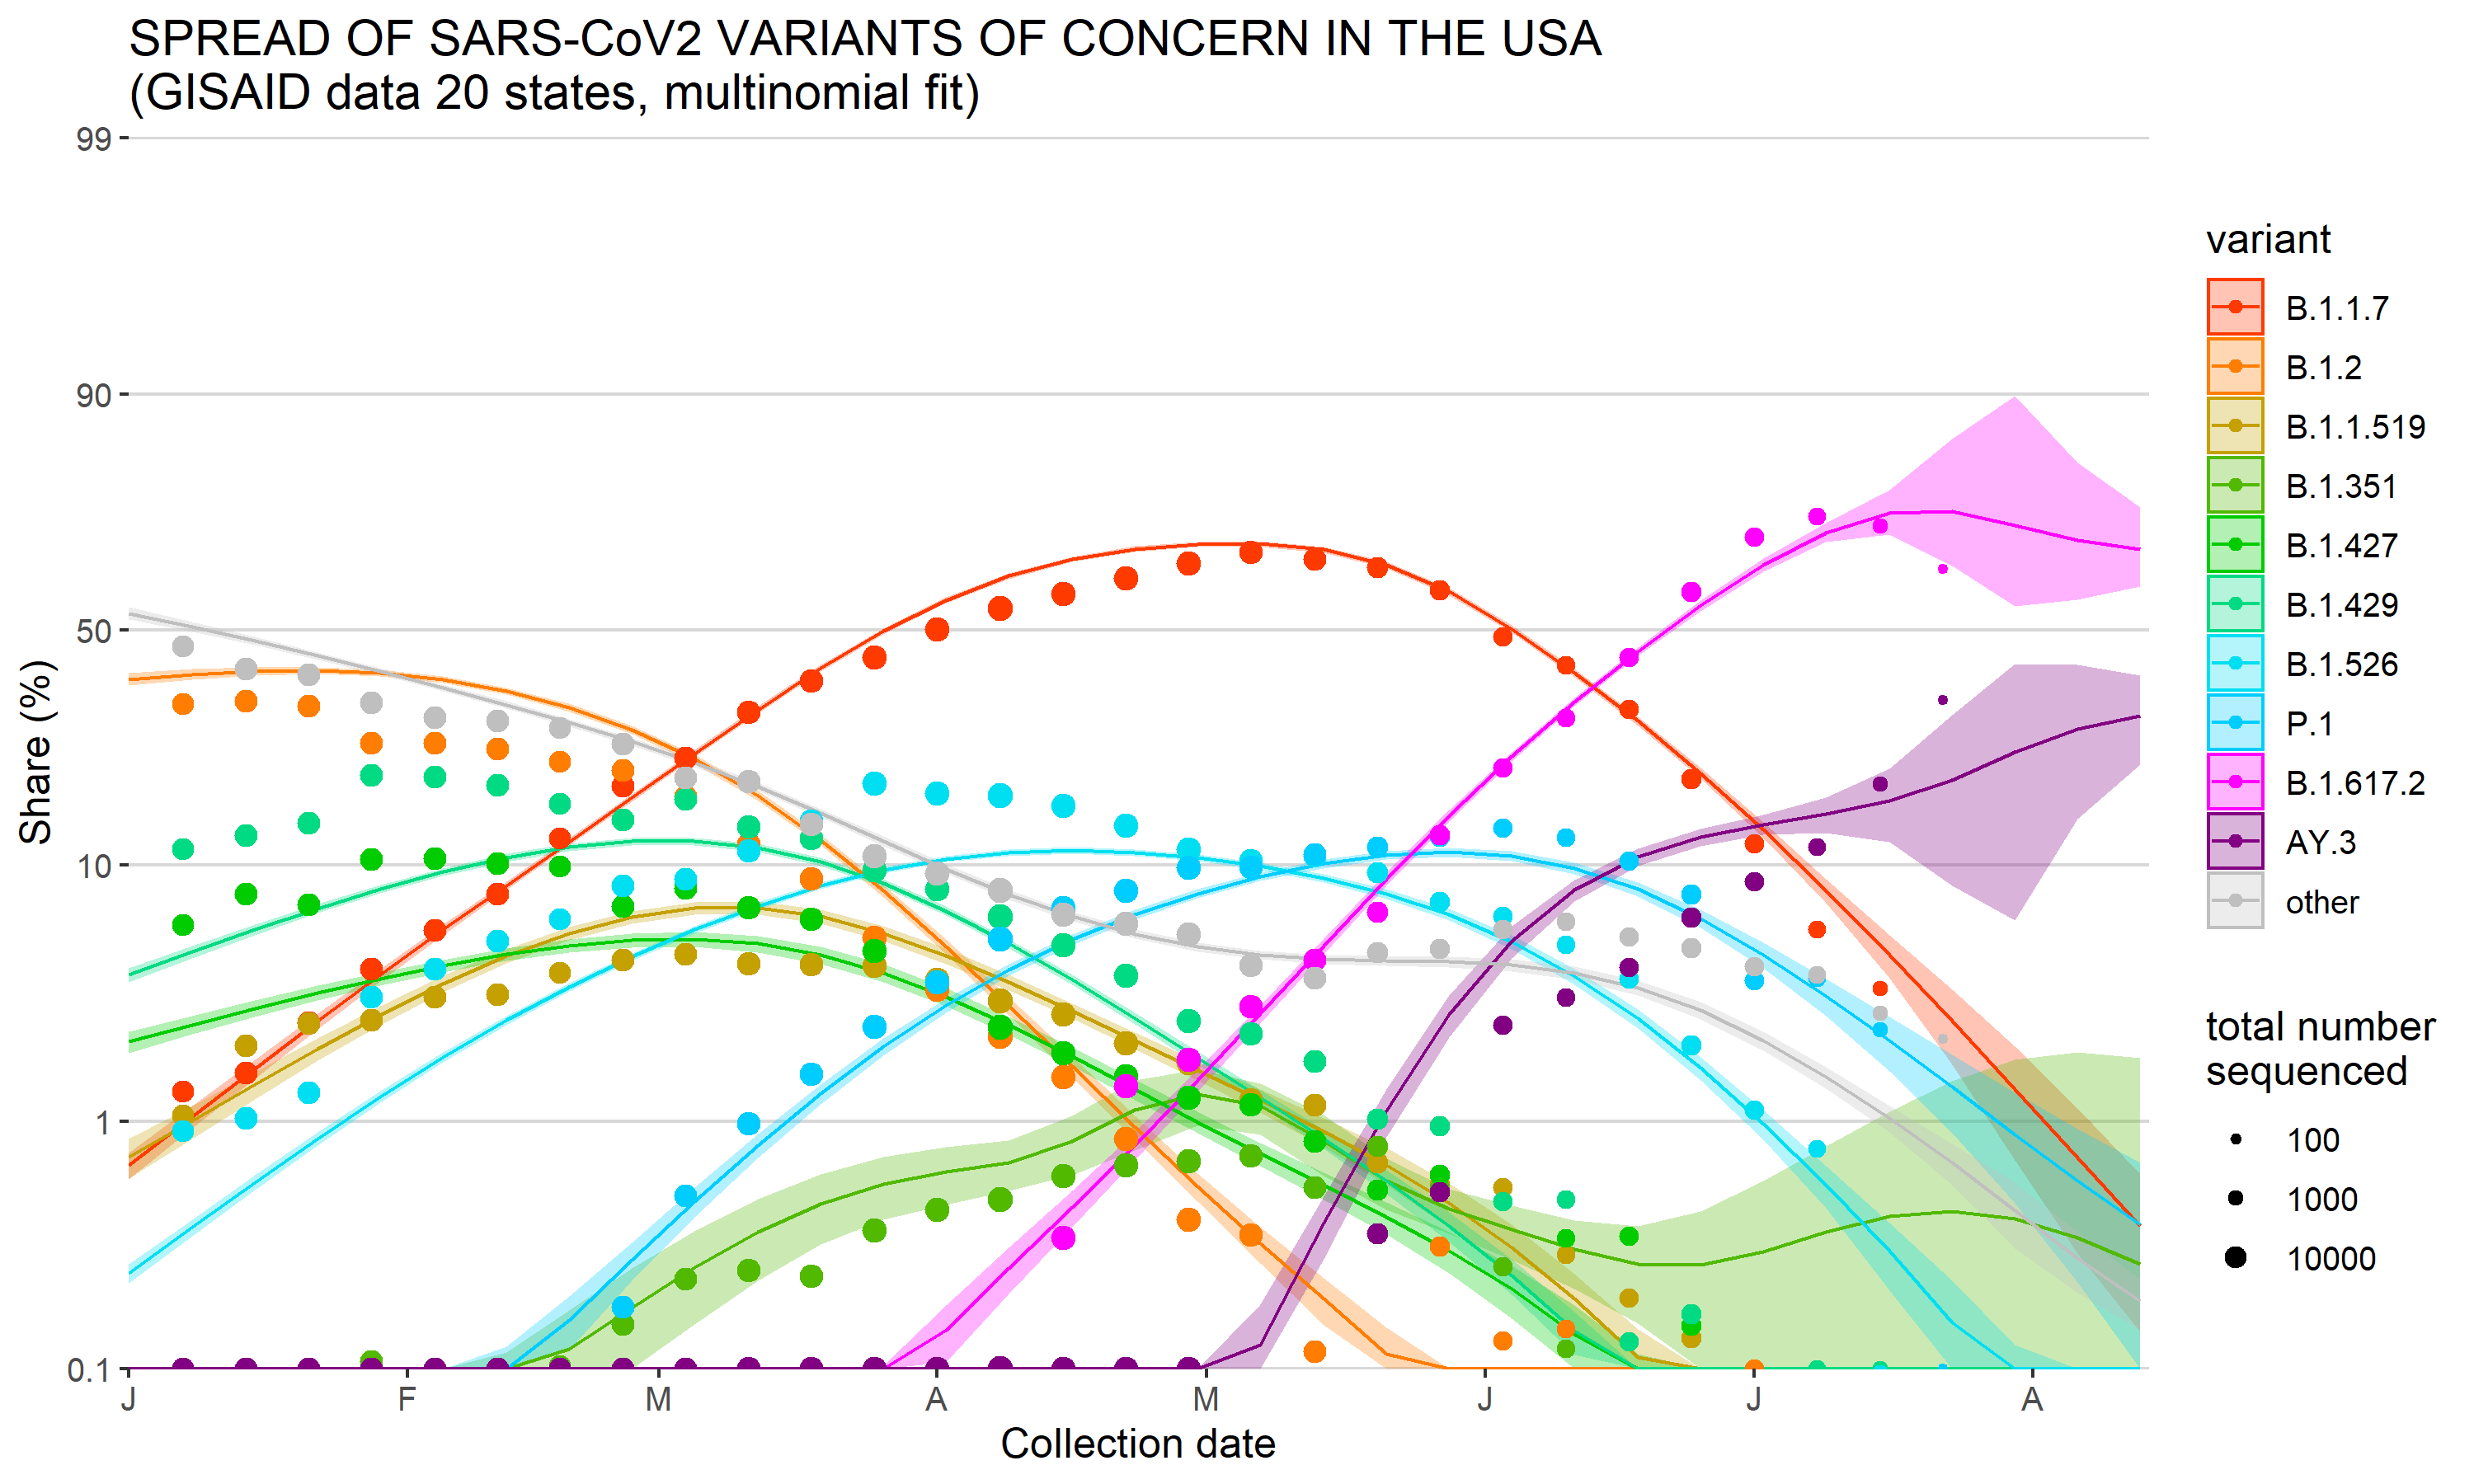 SPREAD OF SARS-CoV2 VARIANTS OF CONCERN IN THE USA
(GISAID data 20 states, multinomial fit)
99
90
50
10
1
0.1
Share (%)
J
F
M
A
M
J
J
A
Collection date
variant
B.1.1.7
B.1.2
B.1.1.519
B.1.351
B.1.427
B.1.429
B.1.526
P.1
B.1.617.2
AY.3
other
total number
sequenced
100
1000
10000